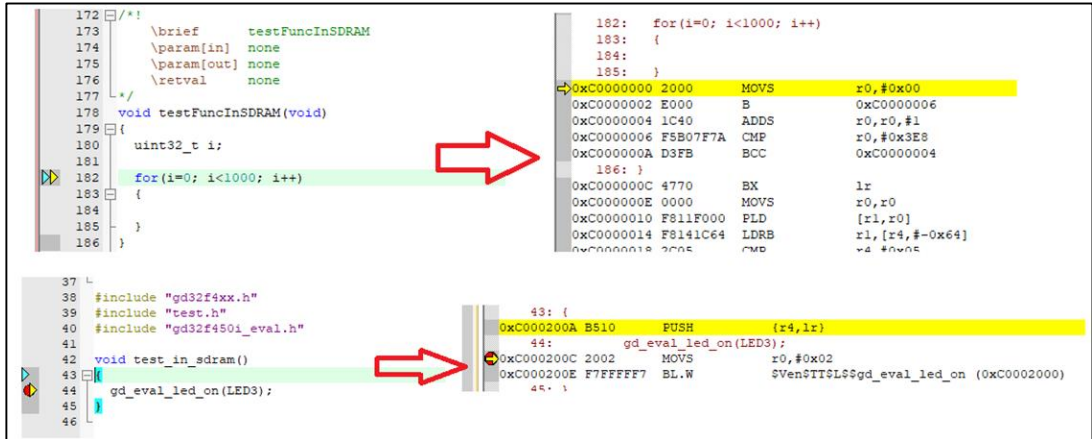 172 /*!
173 \brief testFuncInSDRAM
174 \param[in] none
175 \param[out] none
176 \retval none
177 */
178 void testFuncInSDRAM(void)
179 {
180 uint32_t i;
181
182 for(i=0; i<1000; i++)
183 {
184
185 }
186 }
182: for(i=0; i<1000; i++)
183: {
184:
185: }
0xC0000000 2000 MOVS r0,#0x00
0xC0000002 E000 B 0xC0000006
0xC0000004 1C40 ADDS r0,r0,#1
0xC0000006 F5B07F7A CMP r0,#0x3E8
0xC000000A D3FB BCC 0xC0000004
186: }
0xC000000C 4770 BX lr
0xC000000E 0000 MOVS r0,r0
0xC0000010 F811F000 PLD [r1,r0]
0xC0000014 F8141C64 LDRB r1,[r4,#-0x64]
0xC0000018 2C05 CMP r4,#0x05
37
38 #include "gd32f4xx.h"
39 #include "test.h"
40 #include "gd32f450i_eval.h"
41
42 void test_in_sdram()
43 {
44 gd_eval_led_on(LED3);
45 }
46
43: {
0xC000200A B510 PUSH {r4,lr}
44: gd_eval_led_on(LED3);
0xC000200C 2002 MOVS r0,#0x02
0xC000200E F7FFFFF7 BL.W $Ven$TT$L$$gd_eval_led_on (0xC0002000)
45: }